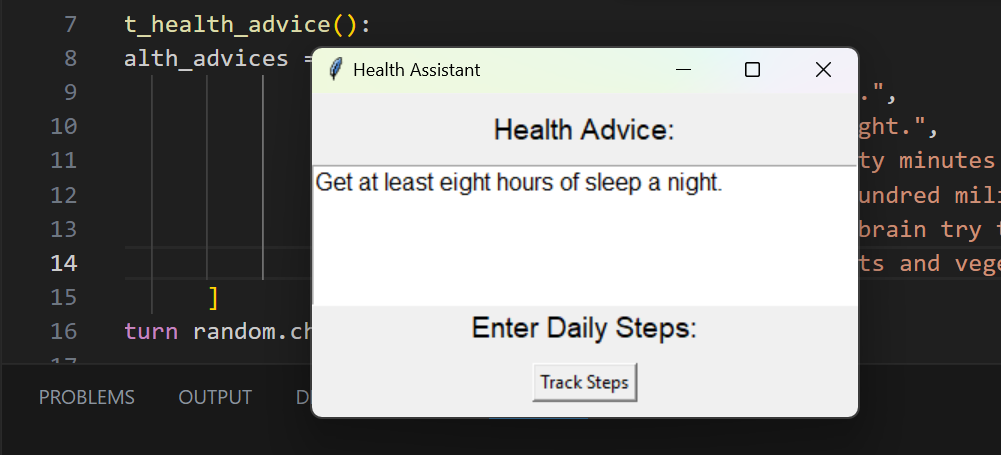 7 t_health_advice():
8 alth_advices =
Health Assistant
9 .",
Health Advice:
10 ght.",
11 ty minutes
Get at least eight hours of sleep a night.
12 undred mili
13 brain try t
14 ts and vege
15 ]
Enter Daily Steps:
16 turn random.ch
17
Track Steps
PROBLEMS OUTPUT